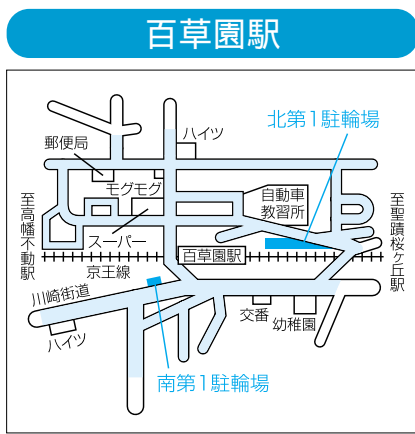 百草園駅
北第1駐輪場
ハイツ
郵便局
モグモグ
自動車
教習所
至高幡不動駅
至聖蹟桜ヶ丘駅
スーパー
百草園駅
京王線
川崎街道
交番
幼稚園
ハイツ
南第1駐輪場